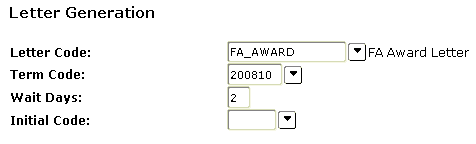 Letter Generation
Letter Code: FA_AWARD FA Award Letter
Term Code: 200810
Wait Days: 2
Initial Code: